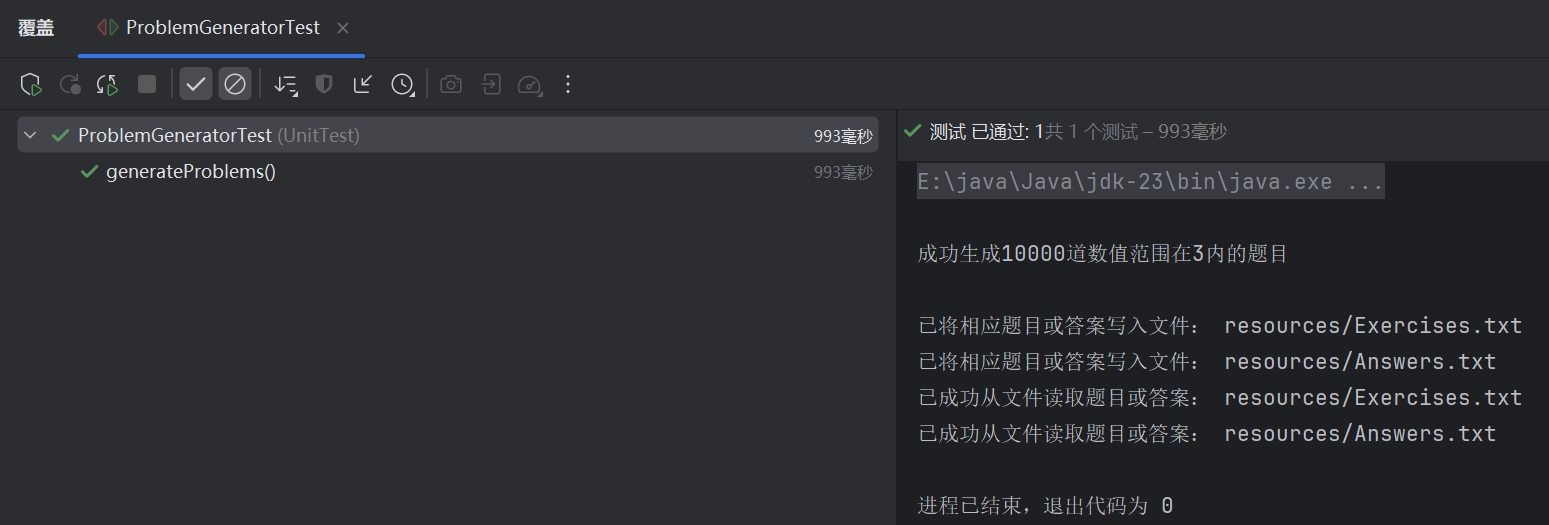 覆盖 ProblemGeneratorTest
ProblemGeneratorTest (UnitTest) 993毫秒
generateProblems() 993毫秒
测试 已通过: 1共 1 个测试 – 993毫秒
E:\java\Java\jdk-23\bin\java.exe ...
成功生成10000道数值范围在3内的题目
已将相应题目或答案写入文件： resources/Exercises.txt
已将相应题目或答案写入文件： resources/Answers.txt
已成功从文件读取题目或答案： resources/Exercises.txt
已成功从文件读取题目或答案： resources/Answers.txt
进程已结束，退出代码为 0